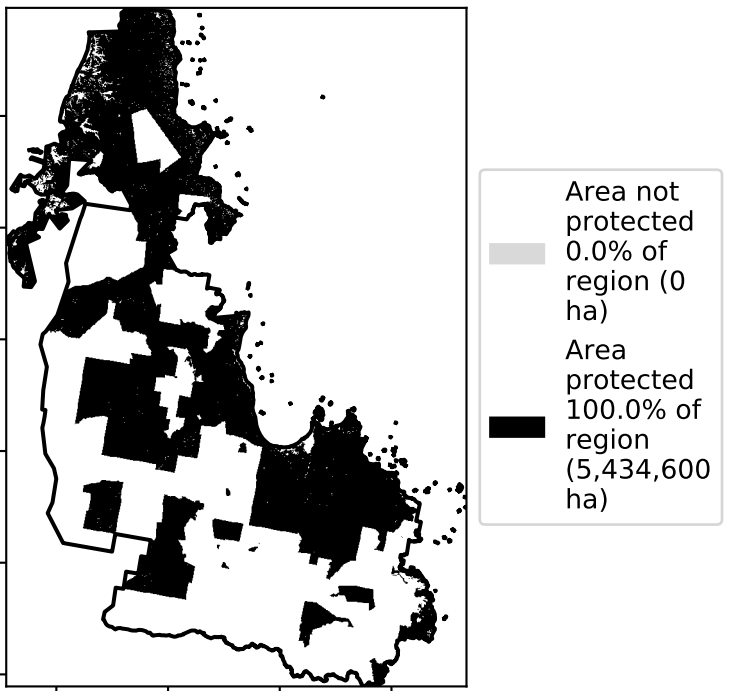 Area not
protected
0.0% of
region (0
ha)
Area
protected
100.0% of
region
(5,434,600
ha)